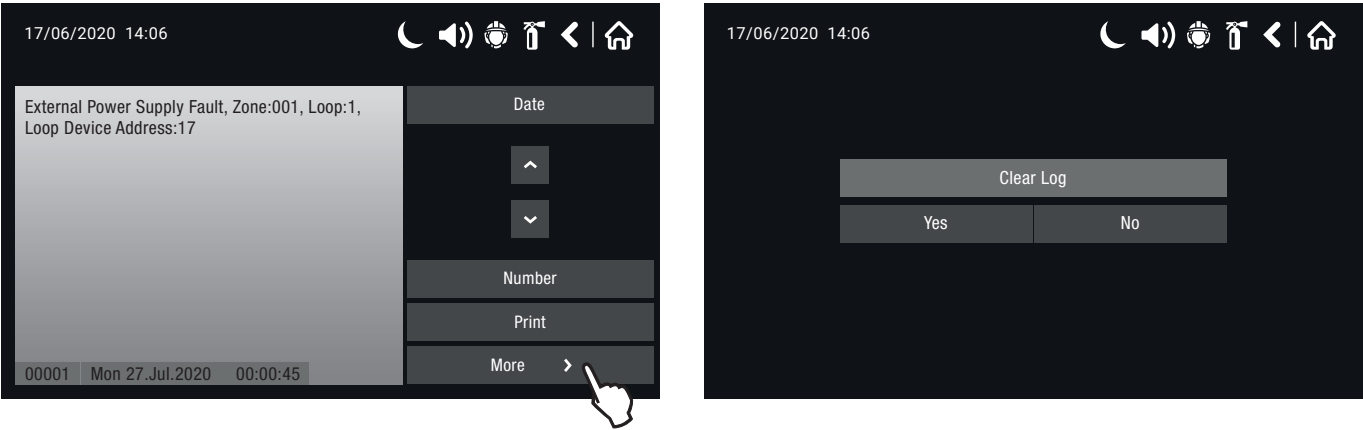 17/06/2020 14:06
External Power Supply Fault, Zone:001, Loop:1,
Loop Device Address:17
00001 Mon 27.Jul.2020 00:00:45
Date
Number
Print
More
17/06/2020 14:06
Clear Log
Yes No